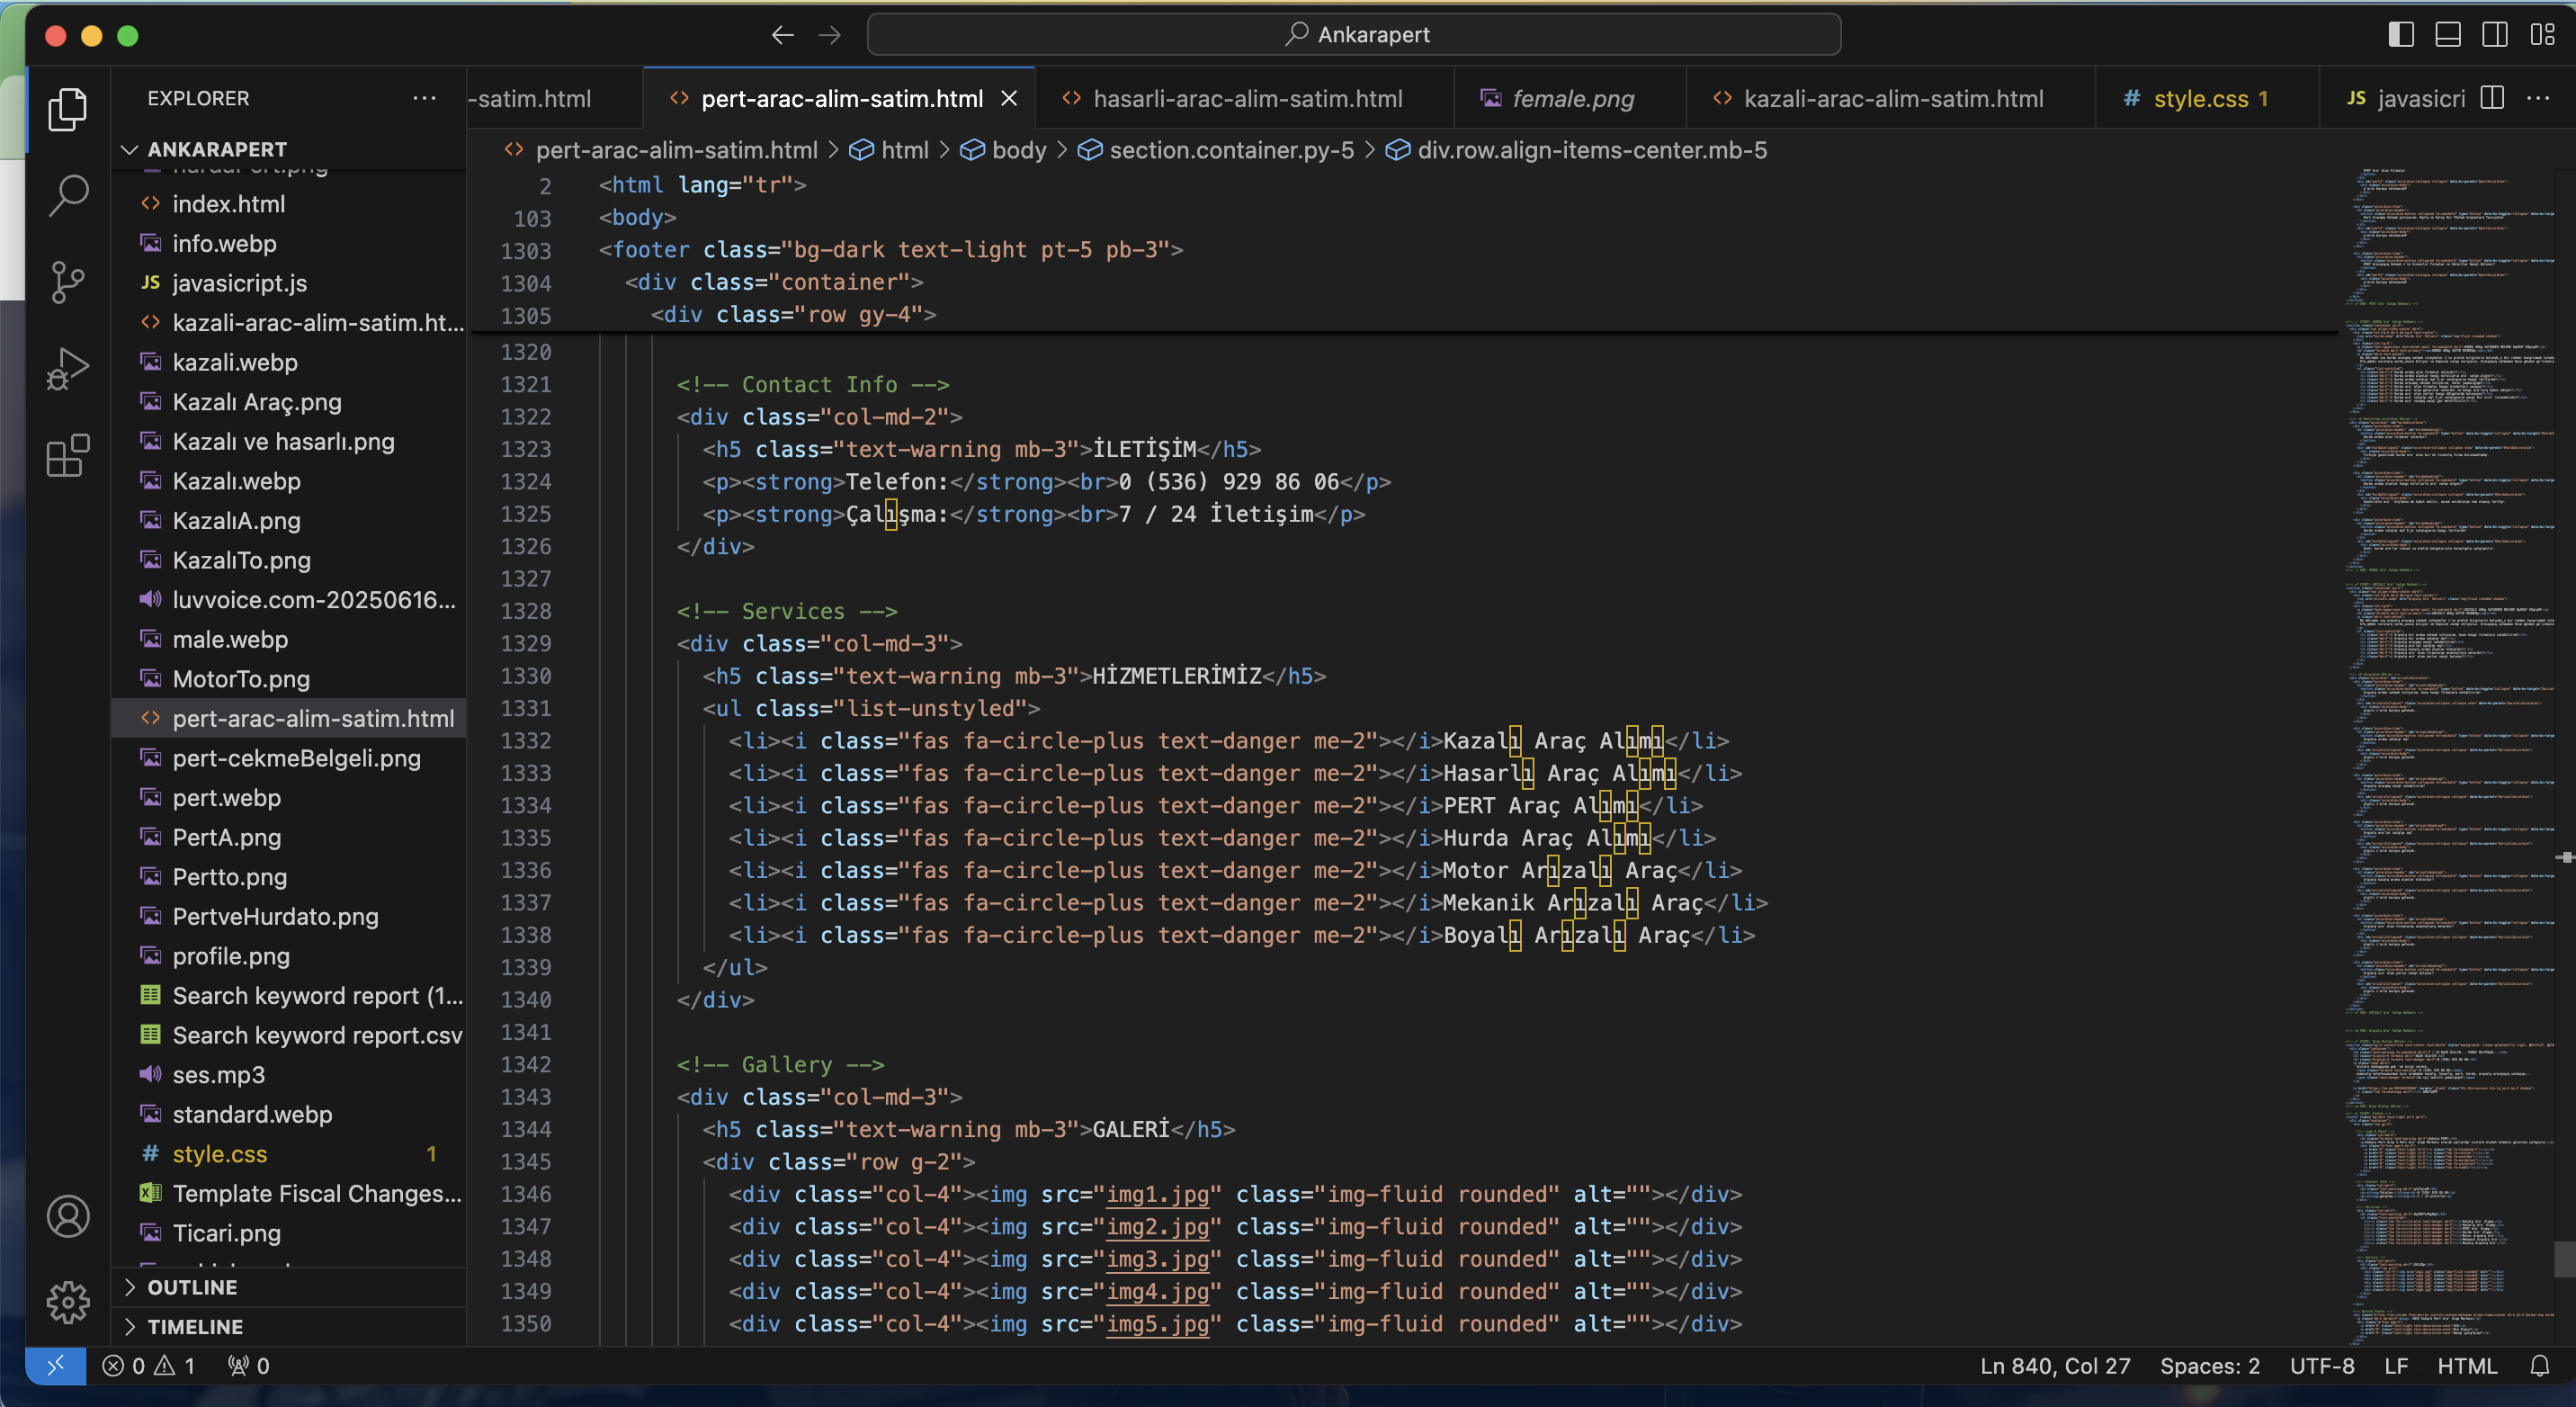 Ankarapert
EXPLORER
-satim.html
pert-arac-alim-satim.html
hasarli-arac-alim-satim.html
female.png
kazali-arac-alim-satim.html
# style.css 1
JS javasicri
ANKARAPERT
index.html
info.webp
JS javasicript.js
kazali-arac-alim-satim.ht...
kazali.webp
Kazalı Araç.png
Kazalı ve hasarlı.png
Kazalı.webp
KazalıA.png
KazalıTo.png
luvvoice.com-20250616...
male.webp
MotorTo.png
pert-arac-alim-satim.html
pert-cekmeBelgeli.png
pert.webp
PertA.png
Pertto.png
PertveHurdato.png
profile.png
Search keyword report (1...
Search keyword report.csv
ses.mp3
standard.webp
# style.css 1
Template Fiscal Changes...
Ticari.png
OUTLINE
TIMELINE
pert-arac-alim-satim.html > html > body > section.container.py-5 > div.row.align-items-center.mb-5
2 <html lang="tr">
103 <body>
1303 <footer class="bg-dark text-light pt-5 pb-3">
1304 <div class="container">
1305 <div class="row gy-4">
1320
1321 <!-- Contact Info -->
1322 <div class="col-md-2">
1323 <h5 class="text-warning mb-3">İLETİŞİM</h5>
1324 <p><strong>Telefon:</strong><br>0 (536) 929 86 06</p>
1325 <p><strong>Çalışma:</strong><br>7 / 24 İletişim</p>
1326 </div>
1327
1328 <!-- Services -->
1329 <div class="col-md-3">
1330 <h5 class="text-warning mb-3">HİZMETLERİMİZ</h5>
1331 <ul class="list-unstyled">
1332 <li><i class="fas fa-circle-plus text-danger me-2"></i>Kazalı Araç Alımı</li>
1333 <li><i class="fas fa-circle-plus text-danger me-2"></i>Hasarlı Araç Alımı</li>
1334 <li><i class="fas fa-circle-plus text-danger me-2"></i>PERT Araç Alımı</li>
1335 <li><i class="fas fa-circle-plus text-danger me-2"></i>Hurda Araç Alımı</li>
1336 <li><i class="fas fa-circle-plus text-danger me-2"></i>Motor Arızalı Araç</li>
1337 <li><i class="fas fa-circle-plus text-danger me-2"></i>Mekanik Arızalı Araç</li>
1338 <li><i class="fas fa-circle-plus text-danger me-2"></i>Boyalı Arızalı Araç</li>
1339 </ul>
1340 </div>
1341
1342 <!-- Gallery -->
1343 <div class="col-md-3">
1344 <h5 class="text-warning mb-3">GALERİ</h5>
1345 <div class="row g-2">
1346 <div class="col-4"><img src="img1.jpg" class="img-fluid rounded" alt=""></div>
1347 <div class="col-4"><img src="img2.jpg" class="img-fluid rounded" alt=""></div>
1348 <div class="col-4"><img src="img3.jpg" class="img-fluid rounded" alt=""></div>
1349 <div class="col-4"><img src="img4.jpg" class="img-fluid rounded" alt=""></div>
1350 <div class="col-4"><img src="img5.jpg" class="img-fluid rounded" alt=""></div>
0 1 0
Ln 840, Col 27 Spaces: 2 UTF-8 LF HTML